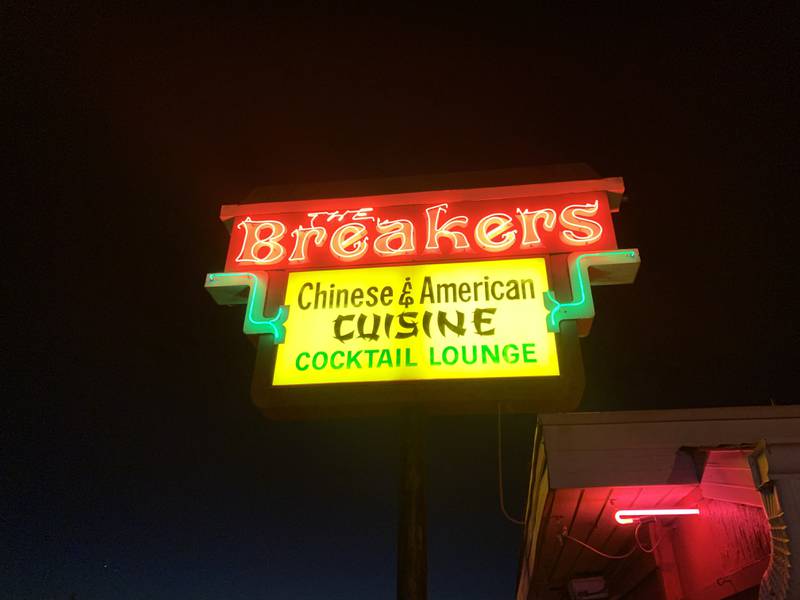 THE
Breakers
Chinese & American
CUISINE
COCKTAIL LOUNGE